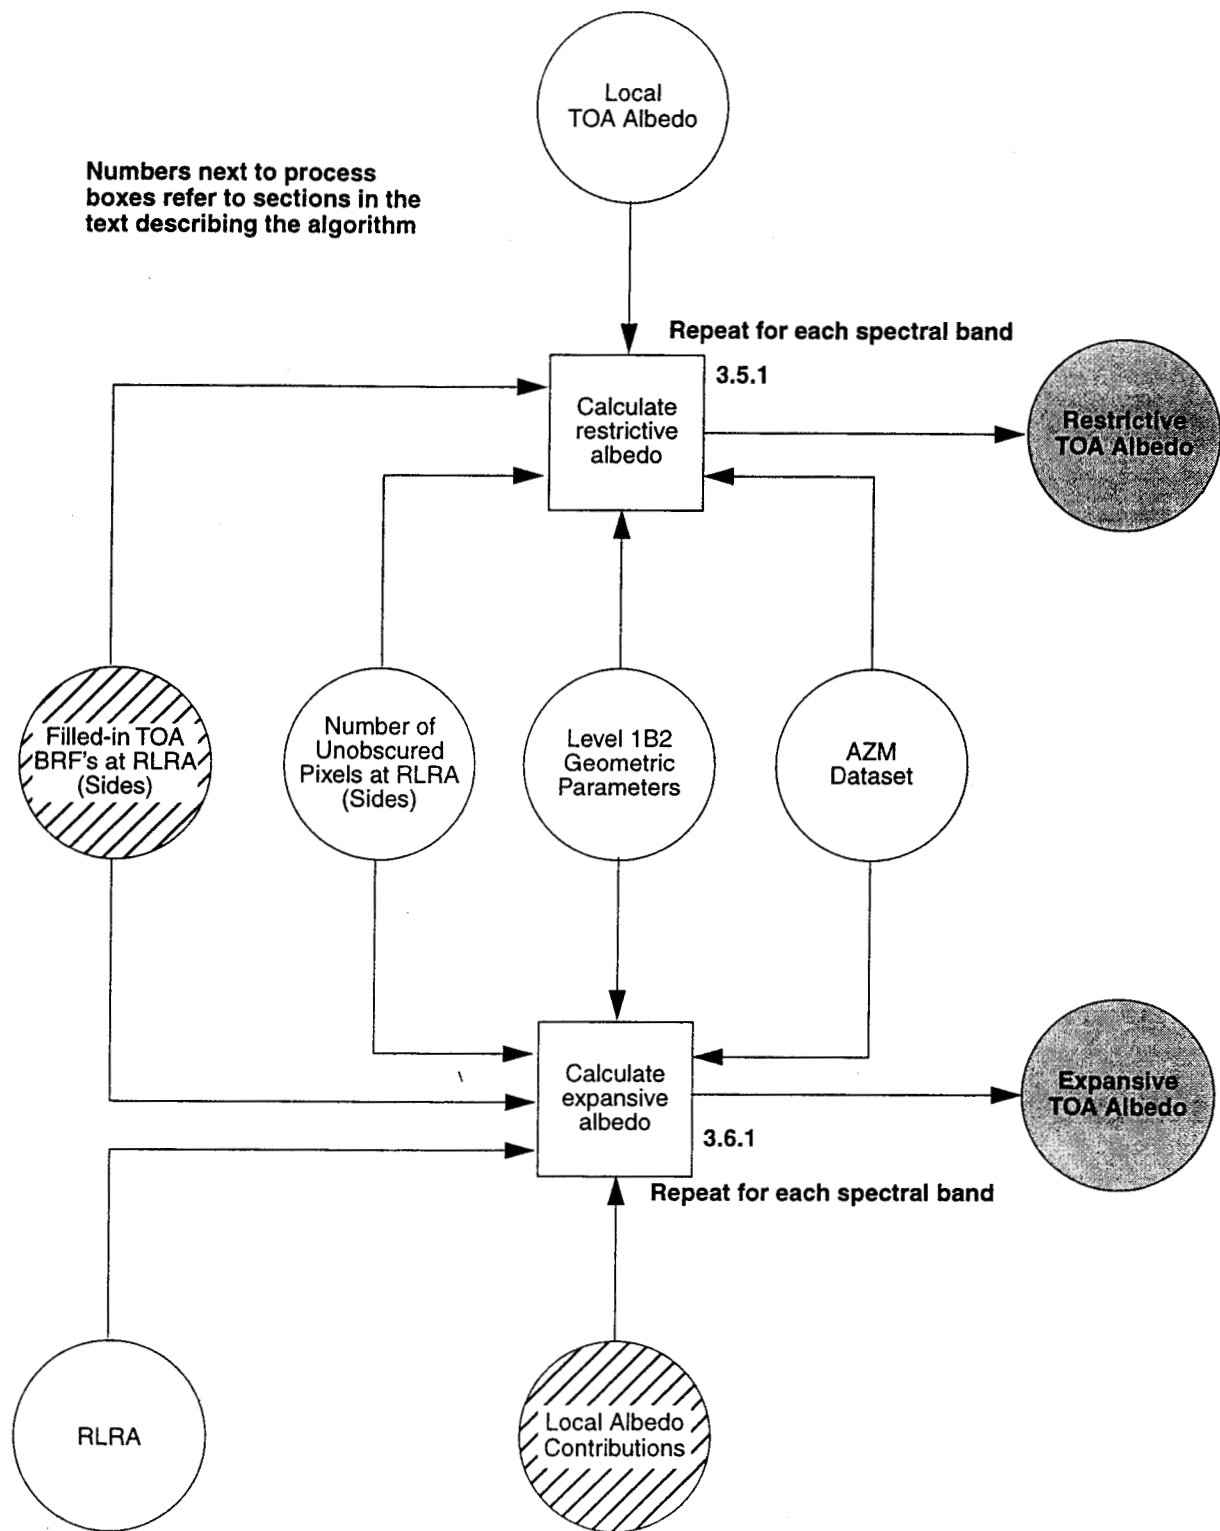 Local
TOA Albedo
Numbers next to process
boxes refer to sections in the
text describing the algorithm
Repeat for each spectral band
3.5.1
Calculate
restrictive
albedo
Restrictive
TOA Albedo
Filled-in TOA
BRF's at RLRA
(Sides)
Number of
Unobscured
Pixels at RLRA
(Sides)
Level 1B2
Geometric
Parameters
AZM
Dataset
Calculate
expansive
albedo
Expansive
TOA Albedo
3.6.1
Repeat for each spectral band
RLRA
Local Albedo
Contributions